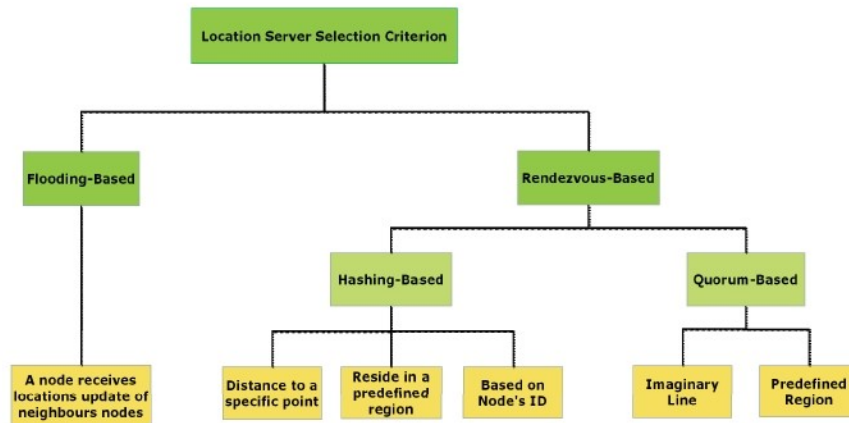 Location Server Selection Criterion
Flooding-Based
Rendezvous-Based
Hashing-Based
Quorum-Based
A node receives
locations update of
neighbours nodes
Distance to a
specific point
Reside in a
predefined
region
Based on
Node's ID
Imaginary
Line
Predefined
Region